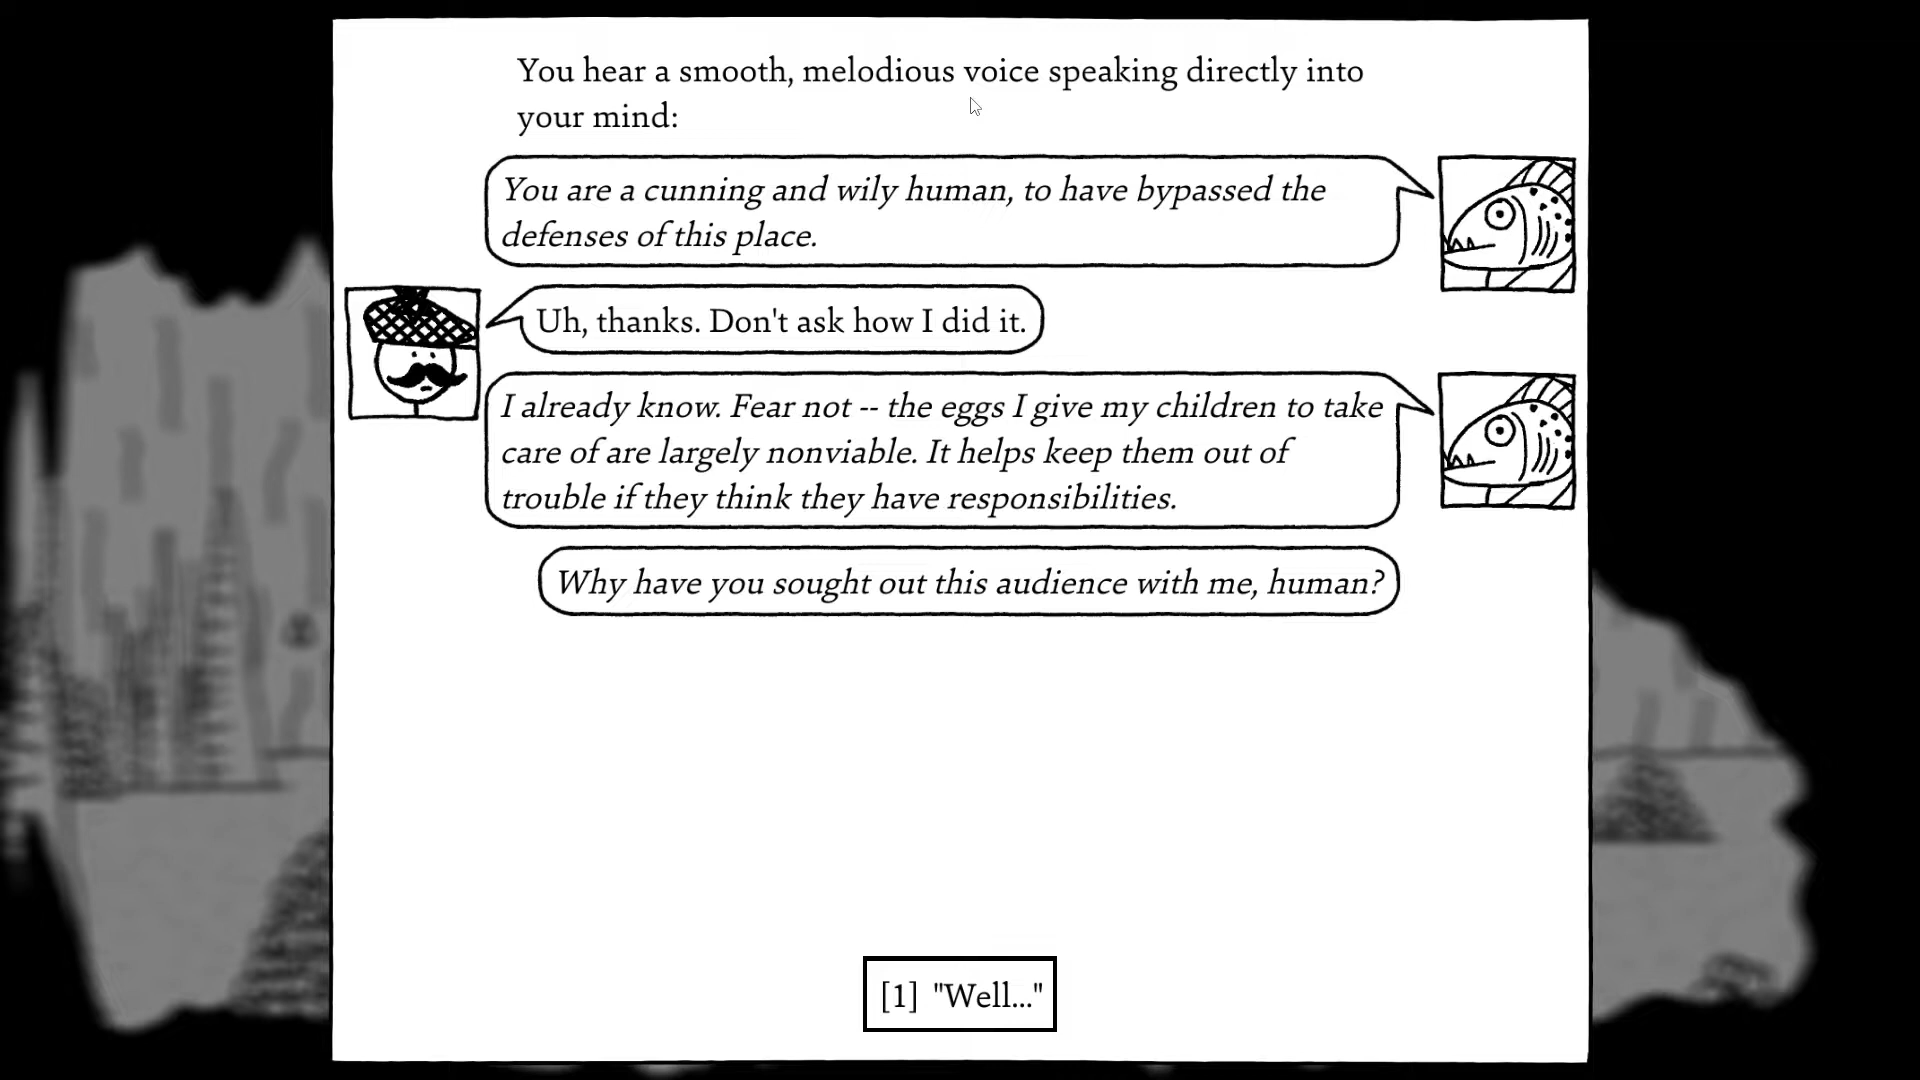 You hear a smooth, melodious voice speaking directly into
your mind:
You are a cunning and wily human, to have bypassed the
defenses of this place.
Uh, thanks. Don't ask how I did it.
I already know. Fear not -- the eggs I give my children to take
care of are largely nonviable. It helps keep them out of
trouble if they think they have responsibilities.
Why have you sought out this audience with me, human?
[1] "Well..."